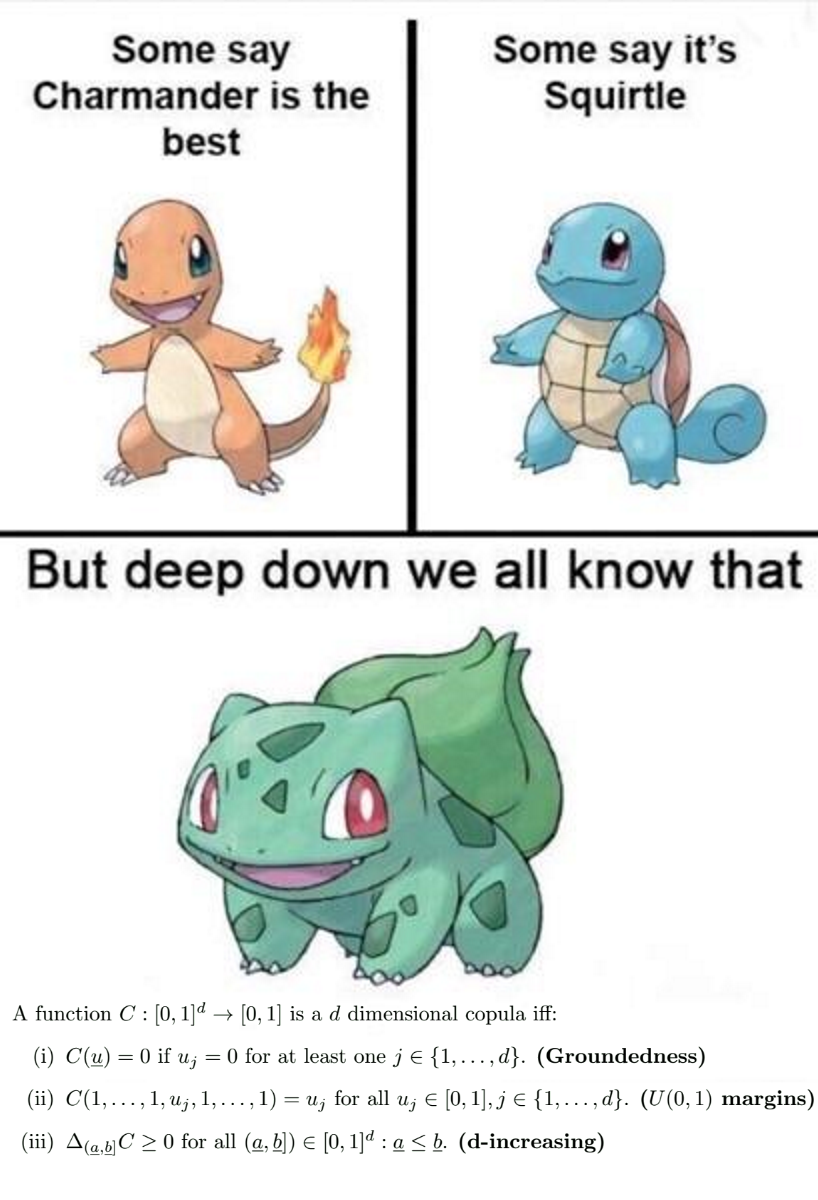 Some say
Charmander is the
best
Some say it's
Squirtle
But deep down we all know that
A function C : [0, 1]^d → [0, 1] is a d dimensional copula iff:
(i) C(u̲) = 0 if u_j = 0 for at least one j ∈ {1, . . . , d}. (Groundedness)
(ii) C(1, . . . , 1, u_j, 1, . . . , 1) = u_j for all u_j ∈ [0, 1], j ∈ {1, . . . , d}. (U(0, 1) margins)
(iii) Δ_(a̲,b̲] C ≥ 0 for all (a̲, b̲]) ∈ [0, 1]^d : a̲ ≤ b̲. (d-increasing)